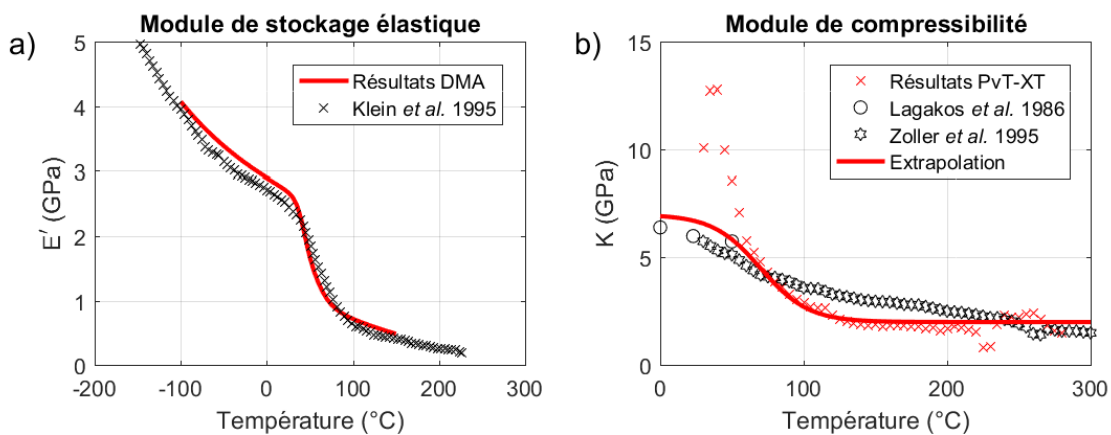 a)
Module de stockage élastique
Résultats DMA
Klein et al. 1995
E′ (GPa)
5
4
3
2
1
0
-200 -100 0 100 200 300
Température (°C)
b)
Module de compressibilité
Résultats PvT-XT
Lagakos et al. 1986
Zoller et al. 1995
Extrapolation
K (GPa)
15
10
5
0
0 100 200 300
Température (°C)